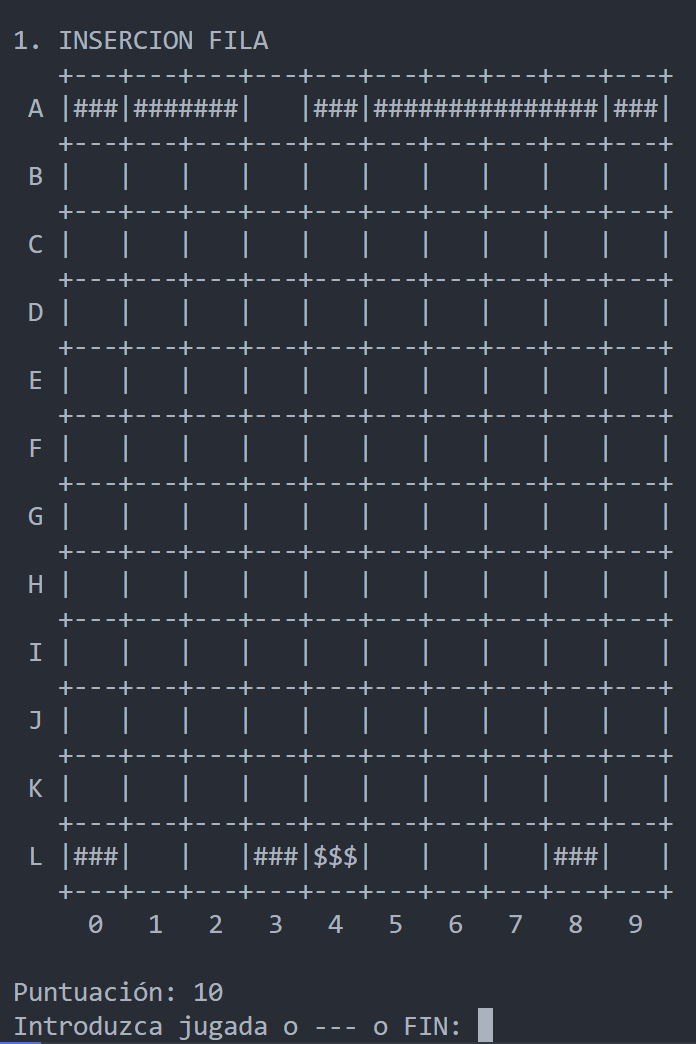 1. INSERCION FILA
    +---+---+---+---+---+---+---+---+---+---+
  A |###|#######|   |###|###############|###|
    +---+---+---+---+---+---+---+---+---+---+
  B |   |   |   |   |   |   |   |   |   |   |
    +---+---+---+---+---+---+---+---+---+---+
  C |   |   |   |   |   |   |   |   |   |   |
    +---+---+---+---+---+---+---+---+---+---+
  D |   |   |   |   |   |   |   |   |   |   |
    +---+---+---+---+---+---+---+---+---+---+
  E |   |   |   |   |   |   |   |   |   |   |
    +---+---+---+---+---+---+---+---+---+---+
  F |   |   |   |   |   |   |   |   |   |   |
    +---+---+---+---+---+---+---+---+---+---+
  G |   |   |   |   |   |   |   |   |   |   |
    +---+---+---+---+---+---+---+---+---+---+
  H |   |   |   |   |   |   |   |   |   |   |
    +---+---+---+---+---+---+---+---+---+---+
  I |   |   |   |   |   |   |   |   |   |   |
    +---+---+---+---+---+---+---+---+---+---+
  J |   |   |   |   |   |   |   |   |   |   |
    +---+---+---+---+---+---+---+---+---+---+
  K |   |   |   |   |   |   |   |   |   |   |
    +---+---+---+---+---+---+---+---+---+---+
  L |###|   |   |###|$$$|   |   |   |###|   |
    +---+---+---+---+---+---+---+---+---+---+
      0   1   2   3   4   5   6   7   8   9
Puntuación: 10
Introduzca jugada o --- o FIN: